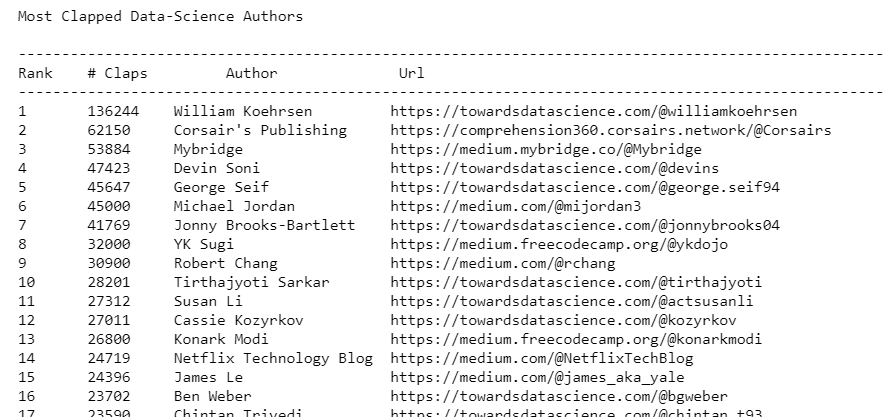 Most Clapped Data-Science Authors
----------------------------------------------------------------------------------------------------
Rank    # Claps         Author              Url
----------------------------------------------------------------------------------------------------
1       136244    William Koehrsen         https://towardsdatascience.com/@williamkoehrsen
2       62150     Corsair's Publishing     https://comprehension360.corsairs.network/@Corsairs
3       53884     Mybridge                 https://medium.mybridge.co/@Mybridge
4       47423     Devin Soni               https://towardsdatascience.com/@devins
5       45647     George Seif              https://towardsdatascience.com/@george.seif94
6       45000     Michael Jordan           https://medium.com/@mijordan3
7       41769     Jonny Brooks-Bartlett    https://towardsdatascience.com/@jonnybrooks04
8       32000     YK Sugi                  https://medium.freecodecamp.org/@ykdojo
9       30900     Robert Chang             https://medium.com/@rchang
10      28201     Tirthajyoti Sarkar       https://towardsdatascience.com/@tirthajyoti
11      27312     Susan Li                 https://towardsdatascience.com/@actsusanli
12      27011     Cassie Kozyrkov          https://towardsdatascience.com/@kozyrkov
13      26800     Konark Modi              https://medium.freecodecamp.org/@konarkmodi
14      24719     Netflix Technology Blog  https://medium.com/@NetflixTechBlog
15      24396     James Le                 https://medium.com/@james_aka_yale
16      23702     Ben Weber                https://towardsdatascience.com/@bgweber
17      23590     Chintan Trivedi          https://towardsdatascience.com/@chintan.t93